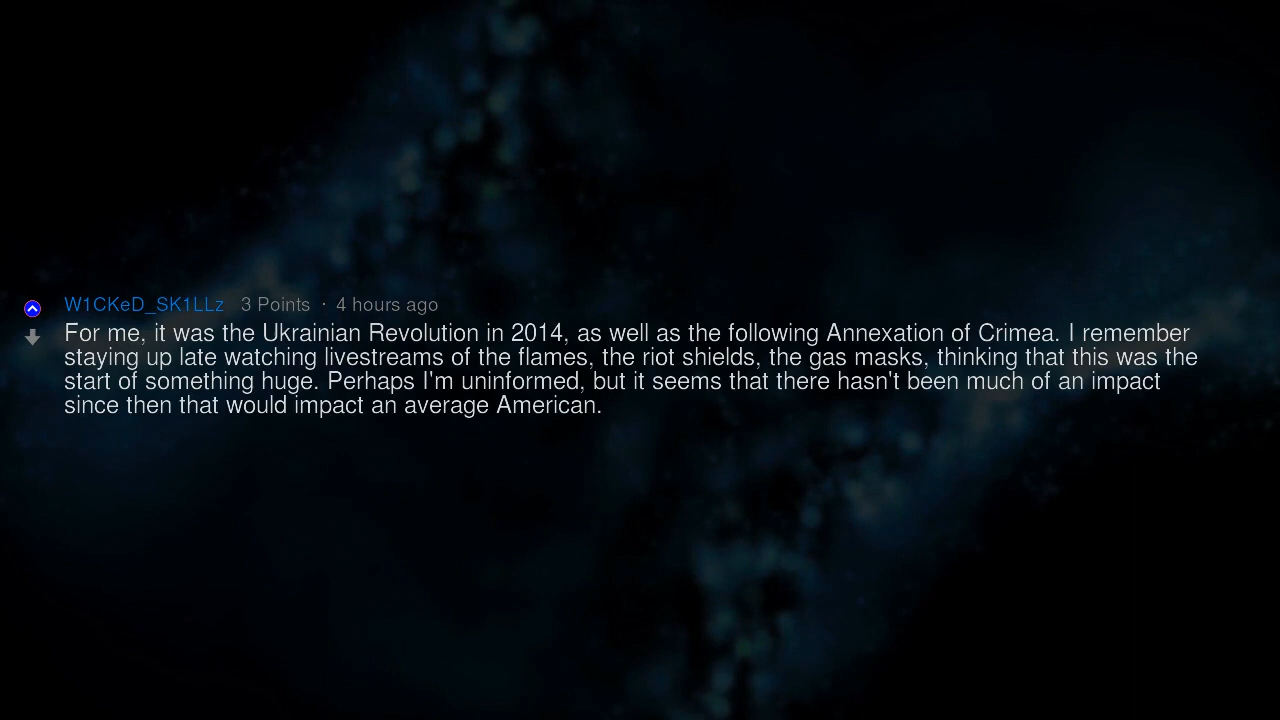 W1CKeD_SK1LLz 3 Points · 4 hours ago
For me, it was the Ukrainian Revolution in 2014, as well as the following Annexation of Crimea. I remember
staying up late watching livestreams of the flames, the riot shields, the gas masks, thinking that this was the
start of something huge. Perhaps I'm uninformed, but it seems that there hasn't been much of an impact
since then that would impact an average American.